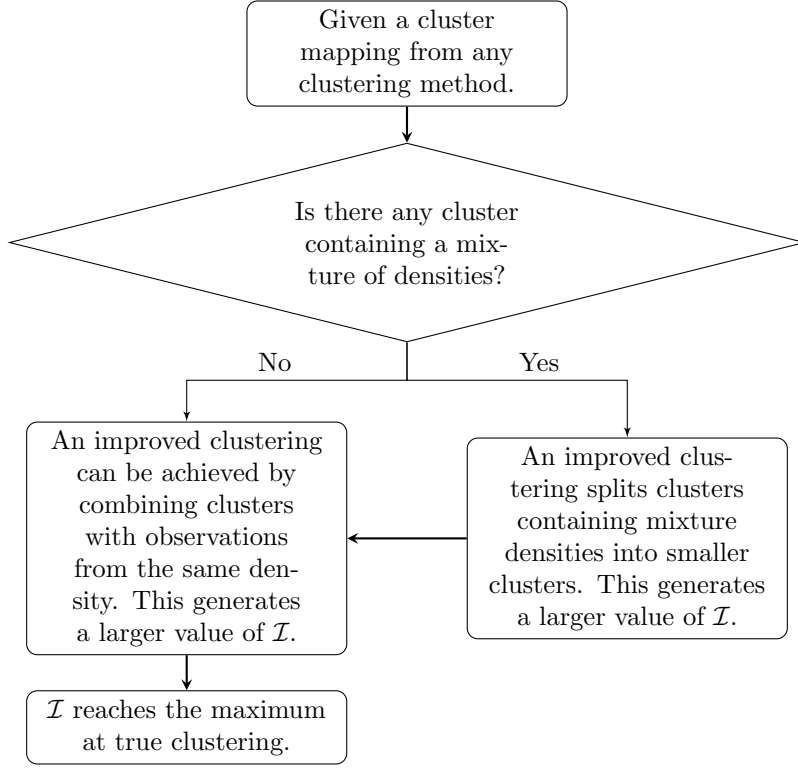 Given a cluster
mapping from any
clustering method.
Is there any cluster
containing a mix-
ture of densities?
No
Yes
An improved clustering
can be achieved by
combining clusters
with observations
from the same den-
sity. This generates
a larger value of ℐ.
An improved clus-
tering splits clusters
containing mixture
densities into smaller
clusters. This generates
a larger value of ℐ.
ℐ reaches the maximum
at true clustering.